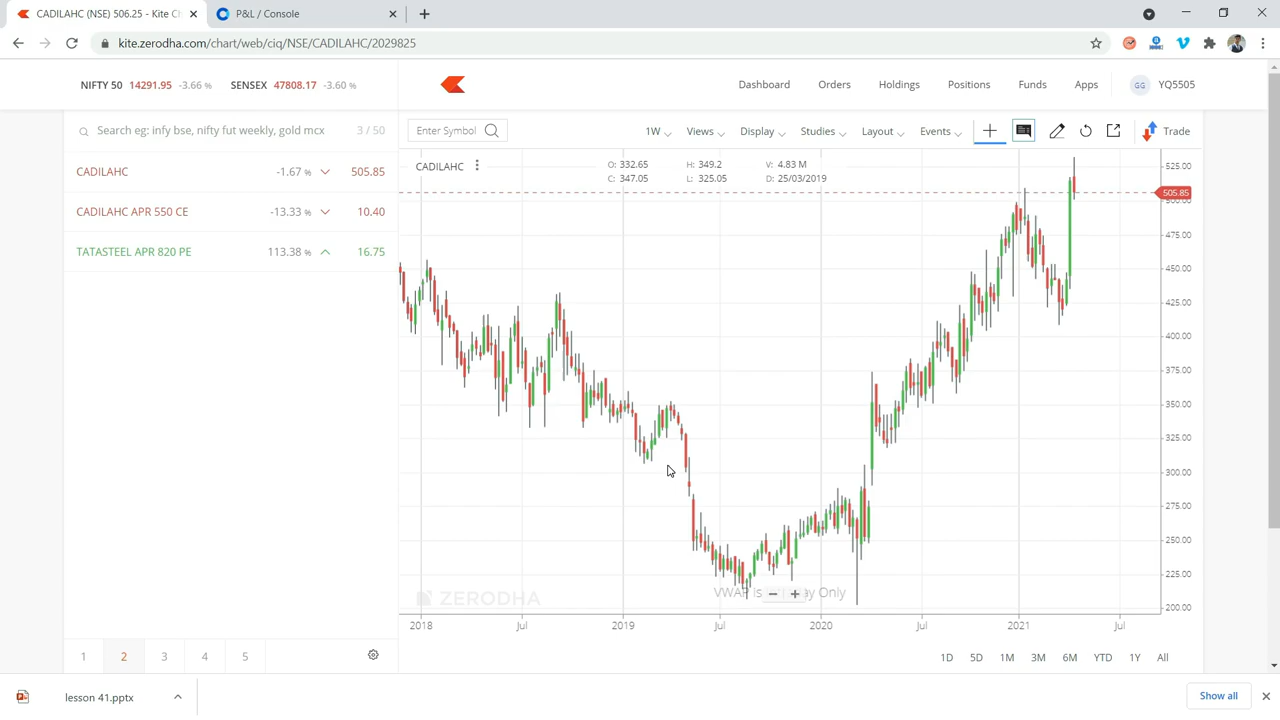 CADILAHC (NSE) 506.25 - Kite Ch
P&L / Console
kite.zerodha.com/chart/web/ciq/NSE/CADILAHC/2029825
NIFTY 50 14291.95 -3.66 % SENSEX 47808.17 -3.60 %
Dashboard Orders Holdings Positions Funds Apps GG YQ5505
Search eg: infy bse, nifty fut weekly, gold mcx 3 / 50
Enter Symbol 1W Views Display Studies Layout Events Trade
CADILAHC -1.67 % 505.85
CADILAHC APR 550 CE -13.33 % 10.40
TATASTEEL APR 820 PE 113.38 % 16.75
CADILAHC
O: 332.65 H: 349.2 V: 4.83 M
C: 347.05 L: 325.05 D: 25/03/2019
525.00
505.85
500.00
475.00
450.00
425.00
400.00
375.00
350.00
325.00
300.00
275.00
250.00
225.00
200.00
ZERODHA
VWAP is Only
2018 Jul 2019 Jul 2020 Jul 2021 Jul
1 2 3 4 5
1D 5D 1M 3M 6M YTD 1Y All
lesson 41.pptx
Show all